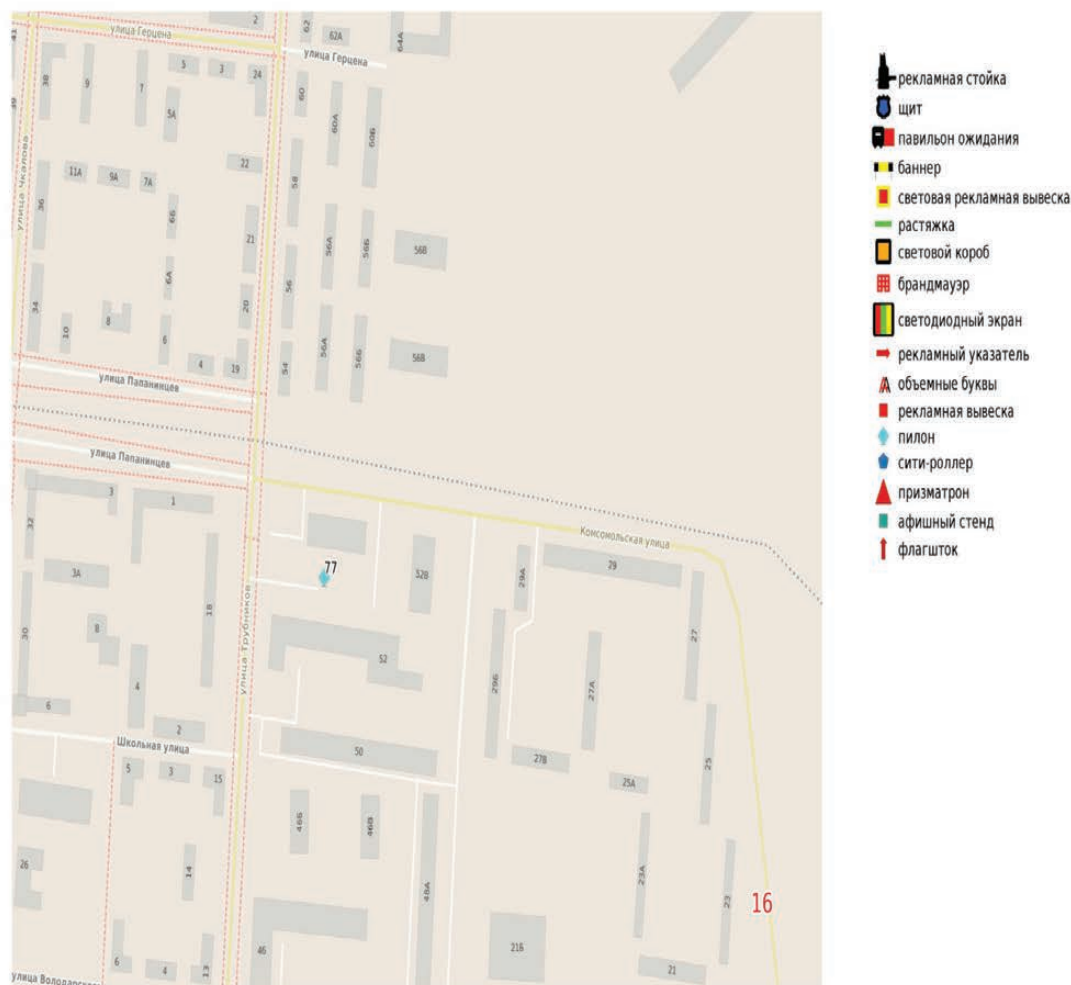 2
62
62А
64А
41
улица Герцена
улица Герцена
38
9
7
5
3
24
60
60А
60Б
39
5А
улица Чкалова
22
11А
9А
7А
58
36
6Б
21
56А
56Б
56В
6А
56
34
20
10
8
6
56А
56Б
56В
4
19
54
улица Папанинцев
улица Папанинцев
3
1
32
Комсомольская улица
77
3А
18
52В
29А
29
улица Трубников
27
30
8
52
4
29Б
27А
6
2
Школьная улица
50
27В
25
5
3
15
25А
46Б
46В
26
14
48А
23А
23
16
46
21Б
6
4
13
21
улица Володарского
рекламная стойка
щит
павильон ожидания
баннер
световая рекламная вывеска
растяжка
световой короб
брандмауэр
светодиодный экран
рекламный указатель
объемные буквы
рекламная вывеска
пилон
сити-роллер
призматрон
афишный стенд
флагшток